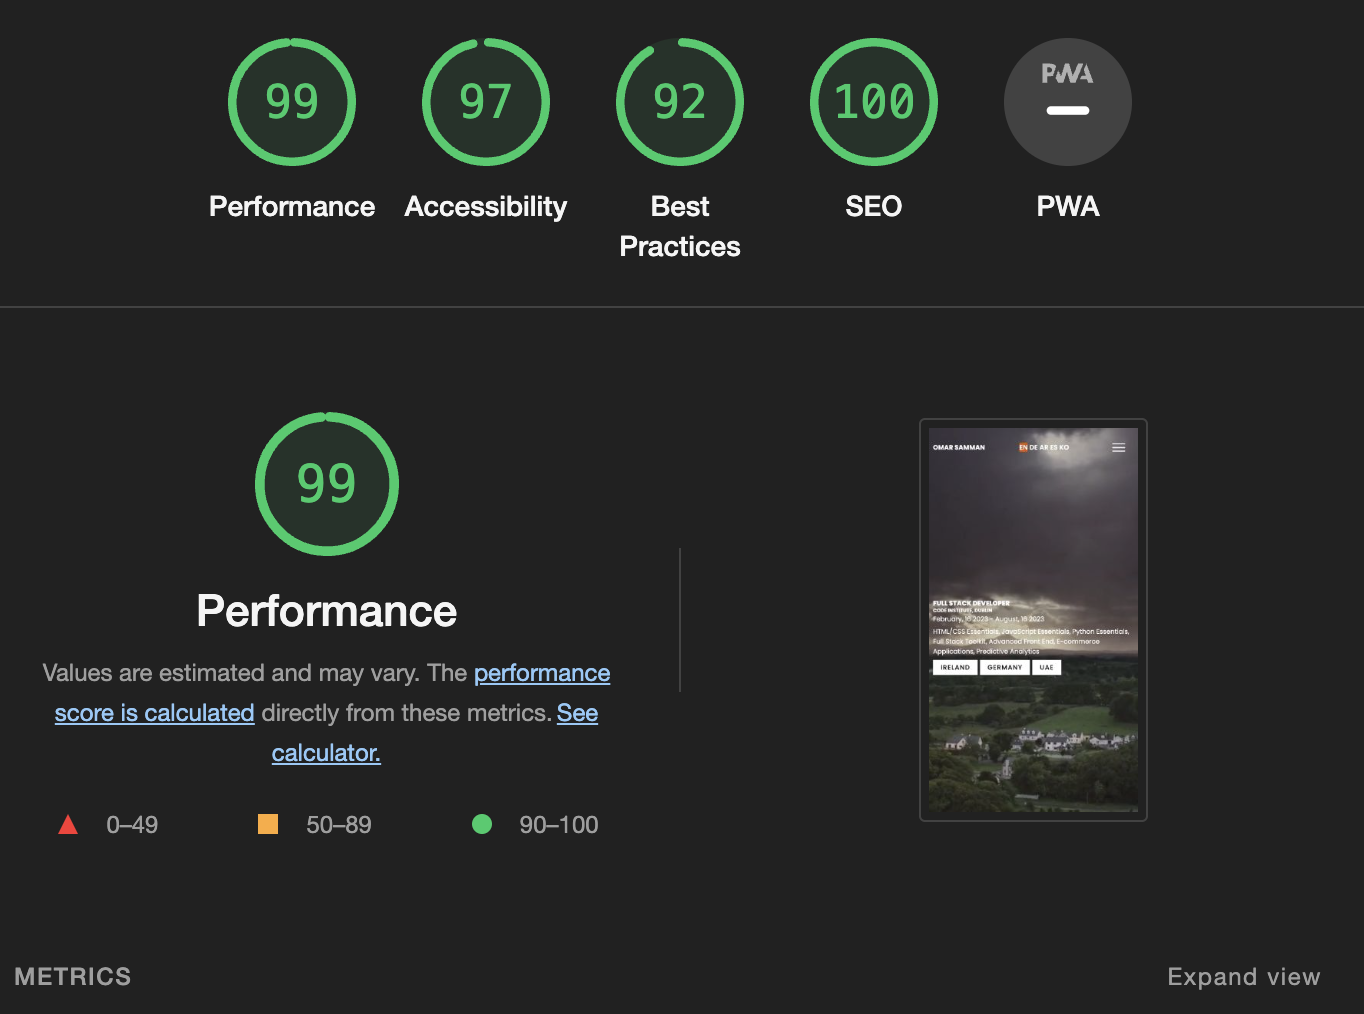 99
97
92
100
PWA
Performance
Accessibility
Best
Practices
SEO
PWA
99
Performance
Values are estimated and may vary. The performance
score is calculated directly from these metrics. See
calculator.
0–49
50–89
90–100
OMAR SAMMAN
EN DE AR ES KO
FULL STACK DEVELOPER
CODE INSTITUTE, DUBLIN
February, 16 2023 - August, 16 2023
HTML/CSS Essentials, JavaScript Essentials, Python Essentials,
Full Stack Toolkit, Advanced Front End, E-commerce
Applications, Predictive Analytics
IRELAND
GERMANY
UAE
METRICS
Expand view